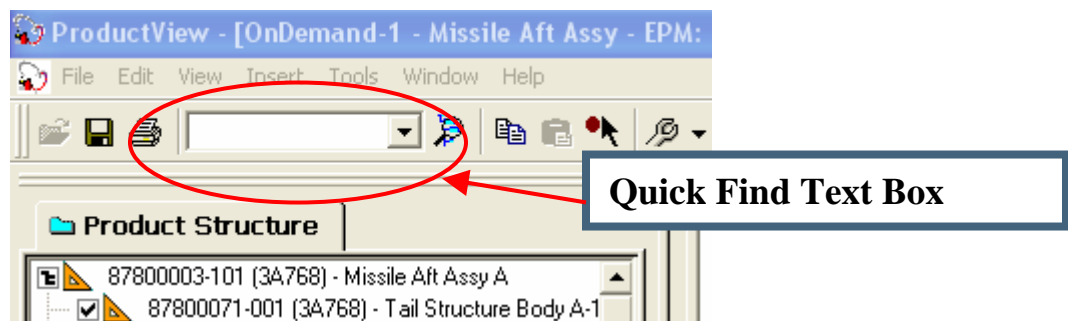 ProductView - [OnDemand-1 - Missile Aft Assy - EPM:
File Edit View Insert Tools Window Help
Quick Find Text Box
Product Structure
87800003-101 (3A768) - Missile Aft Assy A
87800071-001 (3A768) - Tail Structure Body A-1